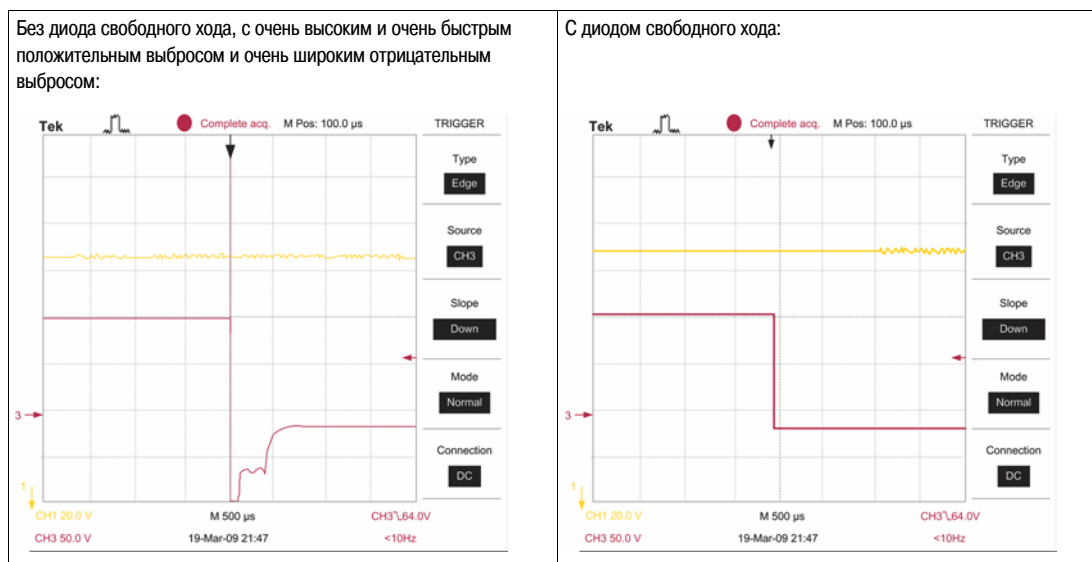 Без диода свободного хода, с очень высоким и очень быстрым
положительным выбросом и очень широким отрицательным
выбросом:
Tek
Complete acq.
M Pos: 100.0 µs
TRIGGER
Type
Edge
Source
CH3
Slope
Down
Mode
Normal
Connection
DC
3
1
CH1 20.0 V
M 500 µs
CH3\64.0V
CH3 50.0 V
19-Mar-09 21:47
<10Hz
С диодом свободного хода:
Tek
Complete acq.
M Pos: 100.0 µs
TRIGGER
Type
Edge
Source
CH3
Slope
Down
Mode
Normal
Connection
DC
3
1
CH1 20.0 V
M 500 µs
CH3\64.0V
CH3 50.0 V
19-Mar-09 21:47
<10Hz